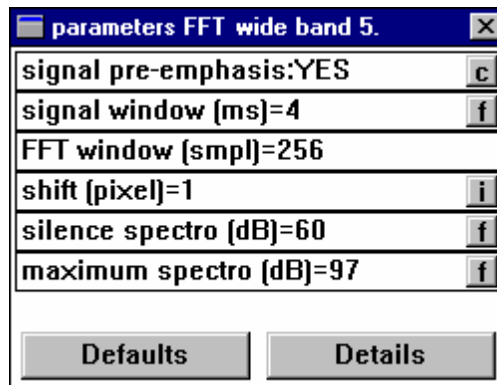 parameters FFT wide band 5.
signal pre-emphasis:YES c
signal window (ms)=4 f
FFT window (smpl)=256
shift (pixel)=1 i
silence spectro (dB)=60 f
maximum spectro (dB)=97 f
Defaults Details